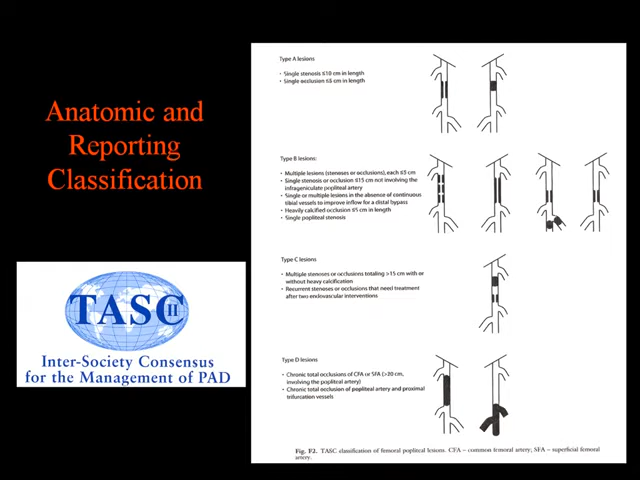 Anatomic and
Reporting
Classification
TASC II
Inter-Society Consensus
for the Management of PAD
Type A lesions
• Single stenosis ≤10 cm in length
• Single occlusion ≤5 cm in length
Type B lesions:
• Multiple lesions (stenoses or occlusions), each ≤5 cm
• Single stenosis or occlusion ≤15 cm not involving the
infrageniculate popliteal artery
• Single or multiple lesions in the absence of continuous
tibial vessels to improve inflow for a distal bypass
• Heavily calcified occlusion ≤5 cm in length
• Single popliteal stenosis
Type C lesions
• Multiple stenoses or occlusions totaling >15 cm with or
without heavy calcification
• Recurrent stenoses or occlusions that need treatment
after two endovascular interventions
Type D lesions
• Chronic total occlusions of CFA or SFA (>20 cm,
involving the popliteal artery)
• Chronic total occlusion of popliteal artery and proximal
trifurcation vessels
Fig. F2. TASC classification of femoral popliteal lesions. CFA – common femoral artery; SFA – superficial femoral
artery.